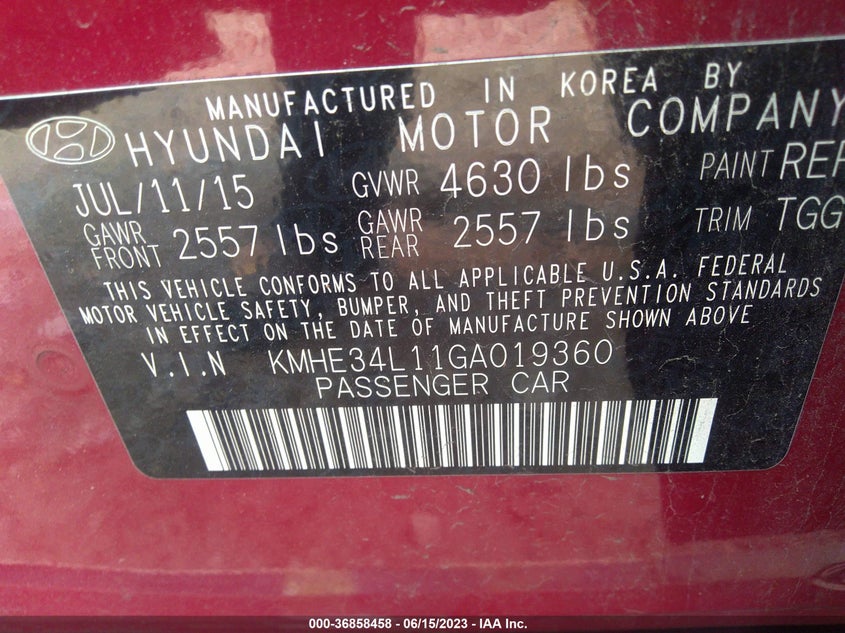 MANUFACTURED IN KOREA BY
HYUNDAI MOTOR COMPANY
JUL/11/15 GVWR 4630 lbs PAINT REF
GAWR FRONT 2557 lbs GAWR REAR 2557 lbs TRIM TGG
THIS VEHICLE CONFORMS TO ALL APPLICABLE U.S.A. FEDERAL
MOTOR VEHICLE SAFETY, BUMPER, AND THEFT PREVENTION STANDARDS
IN EFFECT ON THE DATE OF MANUFACTURE SHOWN ABOVE
V.I.N KMHE34L11GA019360
PASSENGER CAR
000-36858458 - 06/15/2023 - IAA Inc.